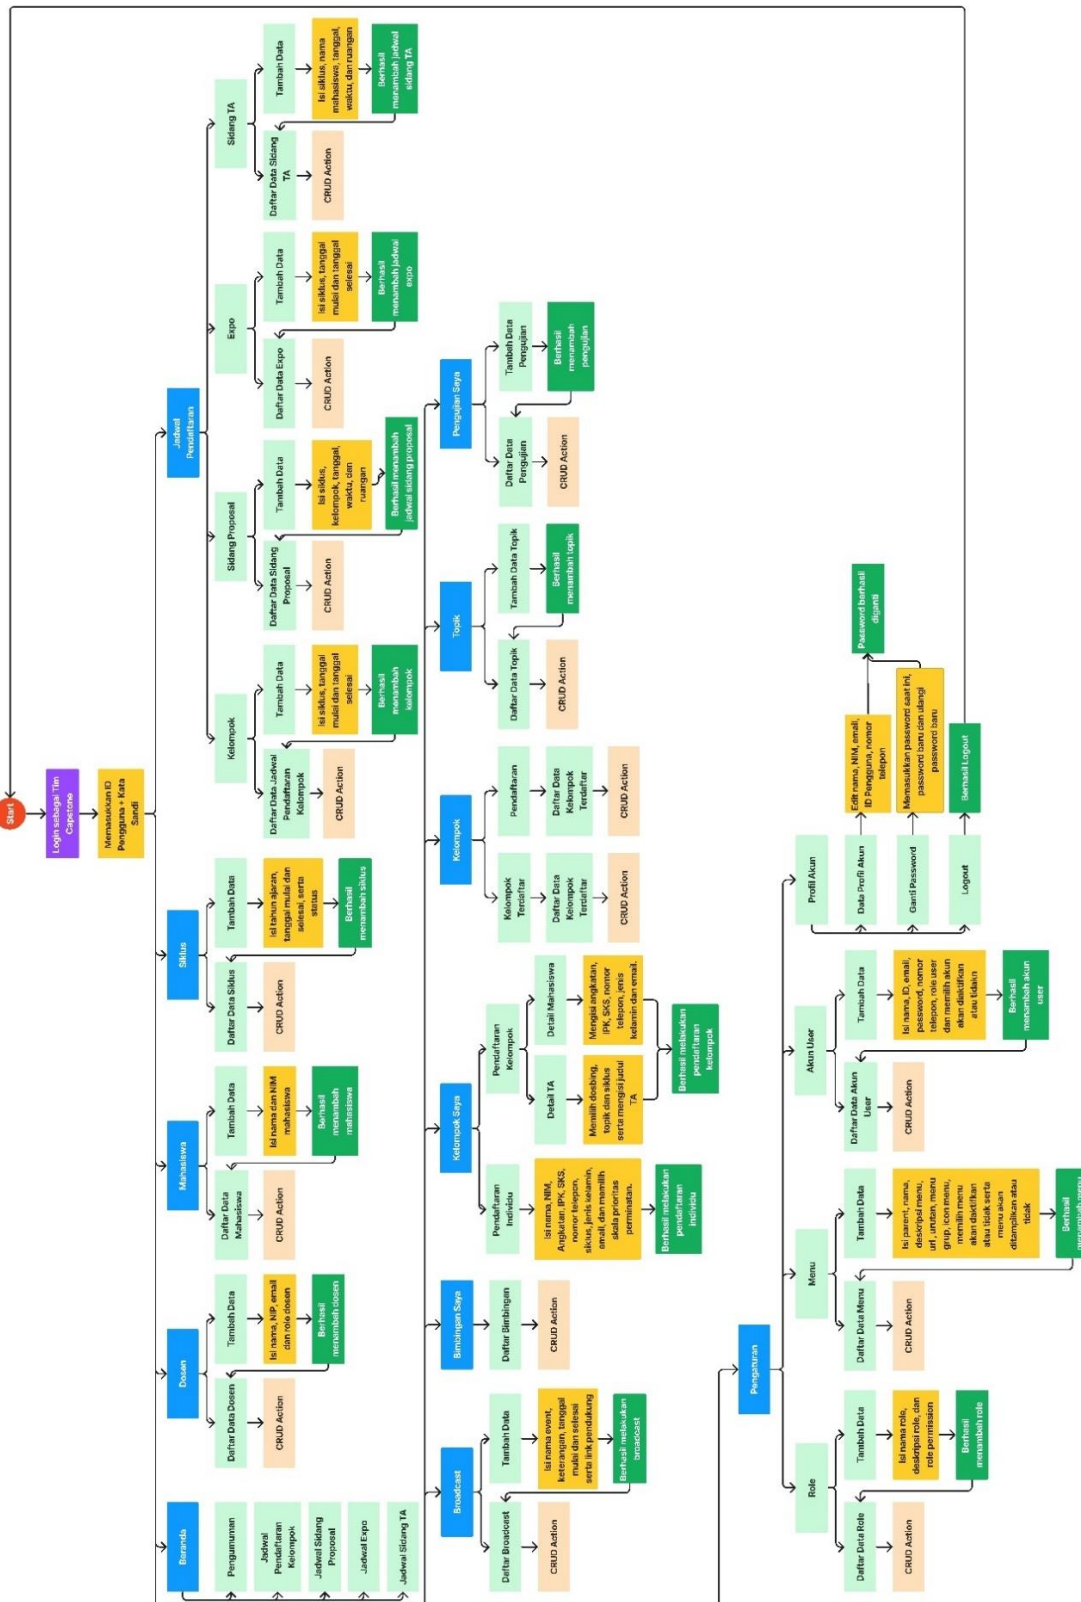 Start
Login sebagai Tim
Capstone
Memasukkan ID
Pengguna + Kata
Sandi
Beranda
Pengumuman
Jadwal
Pendaftaran
Kelompok
Jadwal Sidang
Proposal
Jadwal Expo
Jadwal Sidang TA
Dosen
Daftar Data Dosen
CRUD Action
Tambah Data
Isi nama, NIP, email
dan role dosen
Berhasil
menambah dosen
Mahasiswa
Daftar Data
Mahasiswa
CRUD Action
Tambah Data
Isi nama dan NIM
mahasiswa
Berhasil
menambah
mahasiswa
Siklus
Daftar Data Siklus
CRUD Action
Tambah Data
Isi tahun ajaran,
tanggal mulai dan
selesai, serta
status
Berhasil
menambah siklus
Jadwal
Pendaftaran
Kelompok
Daftar Data Jadwal
Pendaftaran
Kelompok
CRUD Action
Tambah Data
Isi siklus, tanggal
mulai dan tanggal
selesai
Berhasil
menambah
kelompok
Sidang Proposal
Daftar Data Sidang
Proposal
CRUD Action
Tambah Data
Isi siklus,
kelompok, tanggal,
waktu, dan
ruangan
Berhasil menambah
jadwal sidang proposal
Expo
Daftar Data Expo
CRUD Action
Tambah Data
Isi siklus, tanggal
mulai dan tanggal
selesai
Berhasil
menambah jadwal
expo
Sidang TA
Daftar Data Sidang
TA
CRUD Action
Tambah Data
Isi siklus, nama
mahasiswa, tanggal,
waktu, dan ruangan
Berhasil
menambah jadwal
sidang TA
Broadcast
Daftar Broadcast
CRUD Action
Tambah Data
Isi nama event,
keterangan, tanggal
mulai dan selesai
serta link pendukung
Berhasil melakukan
broadcast
Bimbingan Saya
Daftar Bimbingan
CRUD Action
Kelompok Saya
Pendaftaran
Individu
Isi nama, NIM,
Angkatan, IPK, SKS,
nomor telepon,
siklus, jenis kelamin,
email, dan memilih
skala prioritas
perminatan.
Berhasil melakukan
pendaftaran
individu
Pendaftaran
Kelompok
Detail TA
Memilih dosbing,
topik dan siklus
serta mengisi judul
TA
Detail Mahasiswa
Mengisi angkatan,
IPK, SKS, nomor
telepon, jenis
kelamin dan email.
Berhasil melakukan
pendaftaran
kelompok
Kelompok
Kelompok
Terdaftar
Daftar Data
Kelompok
Terdaftar
CRUD Action
Pendaftaran
Daftar Data
Kelompok
Terdaftar
CRUD Action
Topik
Daftar Data Topik
CRUD Action
Tambah Data Topik
Berhasil
menambah topik
Pengujian Saya
Daftar Data
Pengujian
CRUD Action
Tambah Data
Pengujian
Berhasil
menambah
pengujian
Pengaturan
Role
Daftar Data Role
CRUD Action
Tambah Data
Isi nama role,
deskripsi role, dan
role permission
Berhasil
menambah role
Menu
Daftar Data Menu
CRUD Action
Tambah Data
Isi parent, nama,
deskripsi menu,
url, urutan, menu
grup, icon menu,
memilih menu
akan diaktifkan
atau tidak serta
menu akan
ditampilkan atau
tidak
Berhasil
menambah menu
Akun User
Daftar Data Akun
User
CRUD Action
Tambah Data
Isi nama, ID, email,
password, nomor
telepon, role user
dan memilih akun
akan diaktifkan
atau tidakn
Berhasil
menambah akun
user
Profil Akun
Data Profil Akun
Edit nama, NIM, email,
ID Pengguna, nomor
telepon
Ganti Password
Memasukkan password saat ini,
password baru dan ulangi
password baru
Password berhasil
diganti
Logout
Berhasil Logout